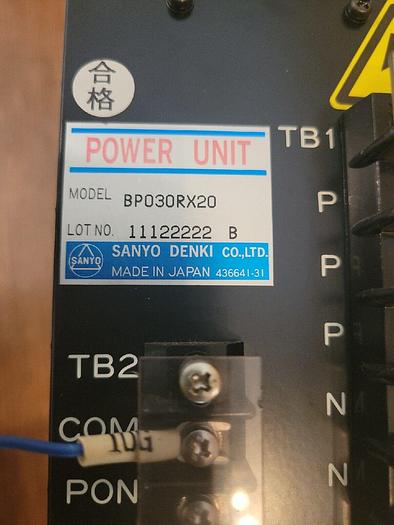 合
格
POWER UNIT
MODEL BP030RX20
LOT NO. 11122222 B
SANYO
SANYO DENKI CO.,LTD.
MADE IN JAPAN 436641-31
TB1
P
P
P
N
N
TB2
COM
10G
PON